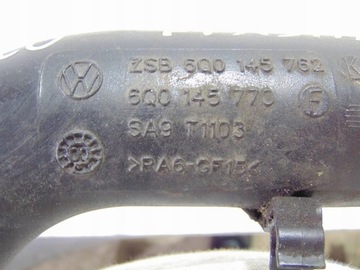 ZSB 6Q0 145 762
6Q0 145 770 F
SA9 T1103
>PA6-GF15<